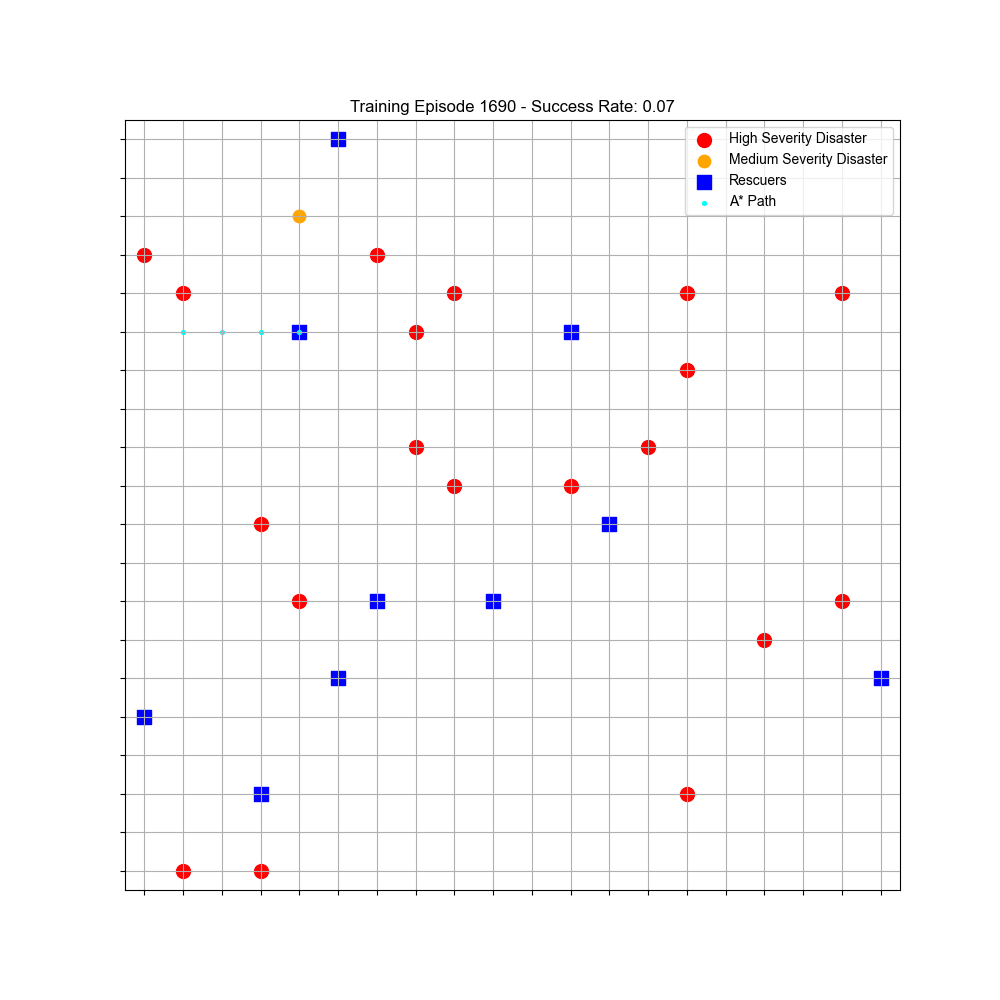 Training Episode 1690 - Success Rate: 0.07
High Severity Disaster
Medium Severity Disaster
Rescuers
A* Path